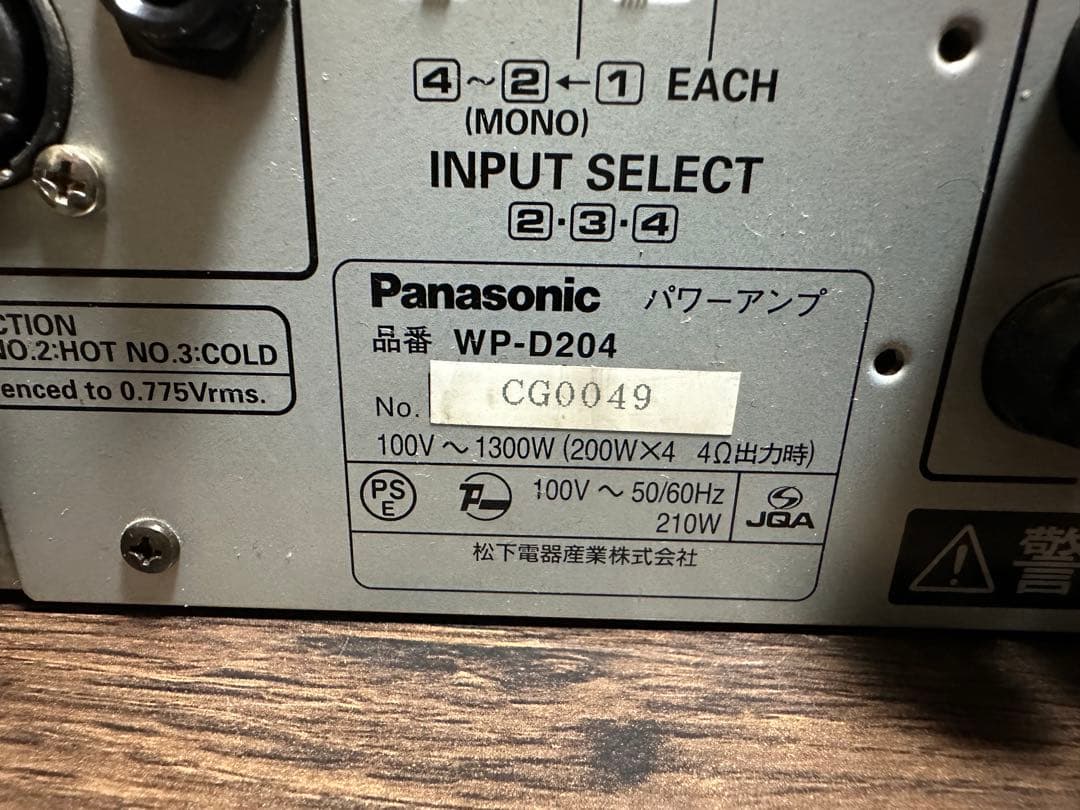 4～2←1 EACH
(MONO)
INPUT SELECT
2・3・4
CTION
NO.2:HOT NO.3:COLD
enced to 0.775Vrms.
Panasonic パワーアンプ
品番 WP-D204
No. CG0049
100V～1300W (200W×4 4Ω出力時)
PS E 100V～50/60Hz
210W
JQA
松下電器産業株式会社
警